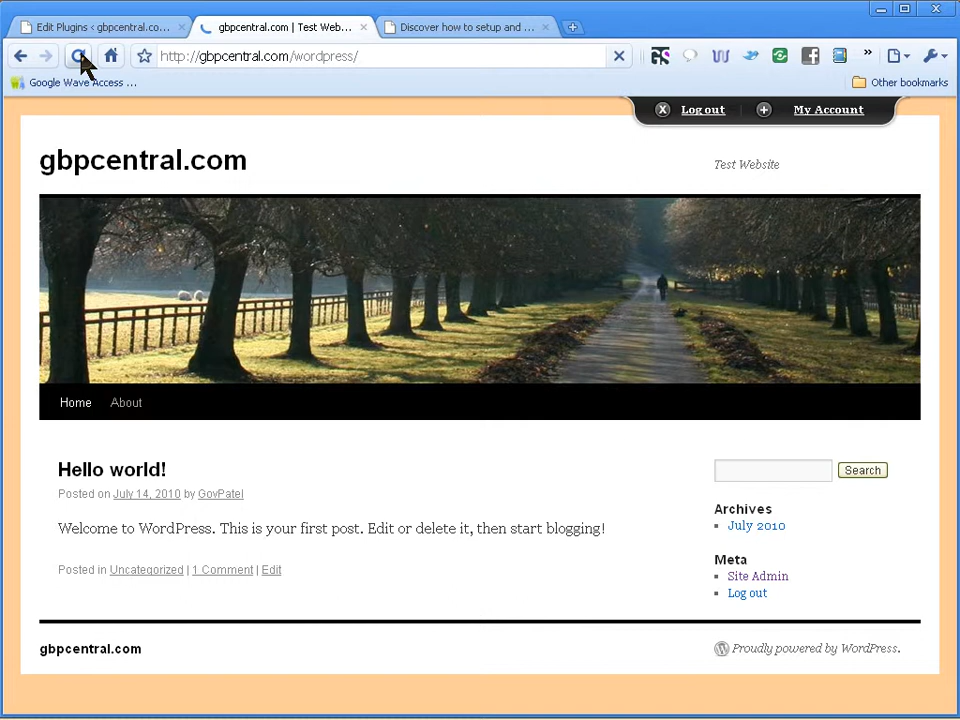 Edit Plugins < gbpcentral.co...
gbpcentral.com | Test Web...
Discover how to setup and ...
http://gbpcentral.com/wordpress/
Google Wave Access ...
Other bookmarks
Log out
My Account
gbpcentral.com
Test Website
Home
About
Hello world!
Posted on July 14, 2010 by GovPatel
Welcome to WordPress. This is your first post. Edit or delete it, then start blogging!
Posted in Uncategorized | 1 Comment | Edit
Search
Archives
July 2010
Meta
Site Admin
Log out
gbpcentral.com
Proudly powered by WordPress.